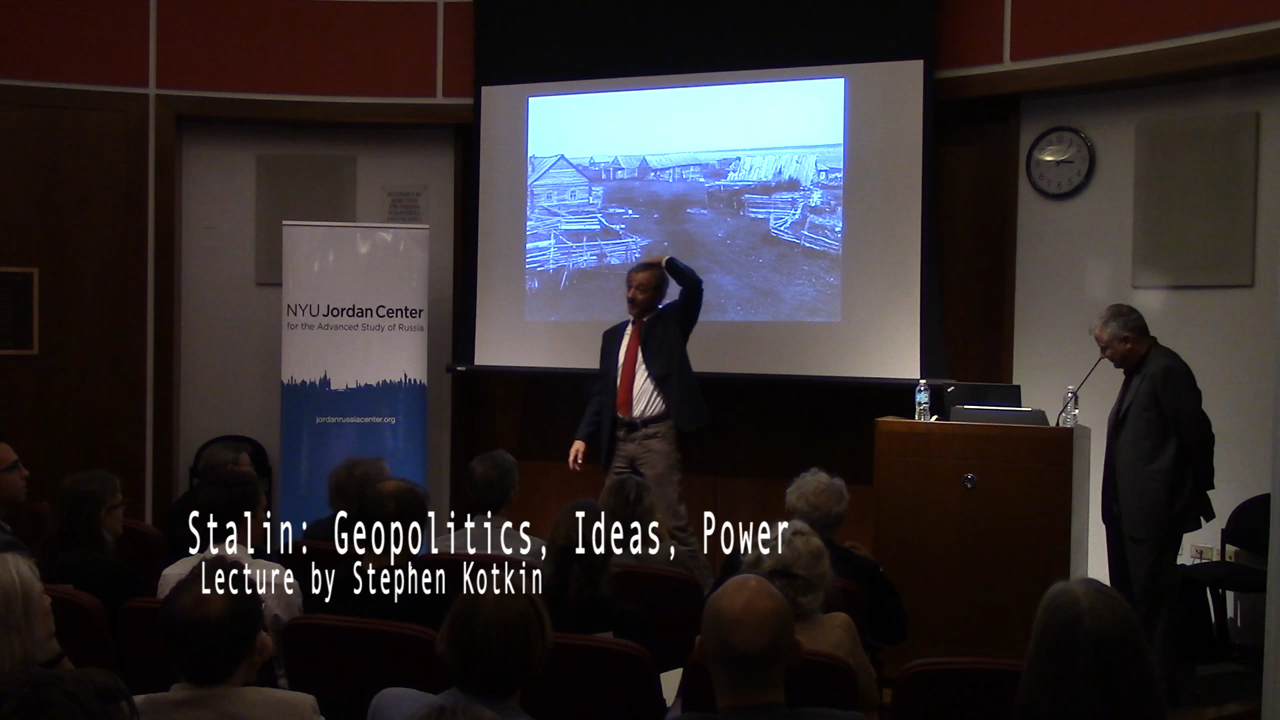 NYU Jordan Center
for the Advanced Study of Russia
jordanrussiacenter.org
Stalin: Geopolitics, Ideas, Power
Lecture by Stephen Kotkin